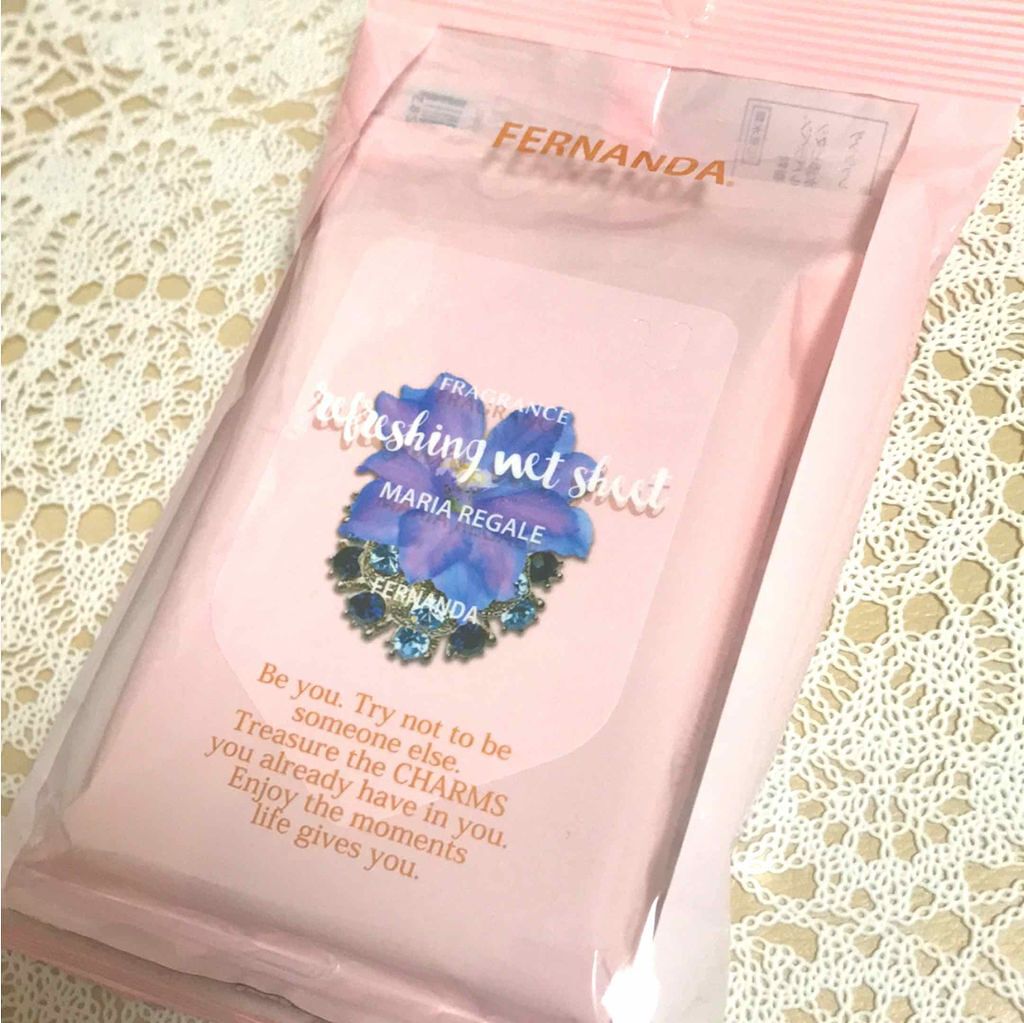 FERNANDA
FRAGRANCE
refreshing wet sheet
MARIA REGALE
FERNANDA
Be you. Try not to be
someone else.
Treasure the CHARMS
you already have in you.
Enjoy the moments
life gives you.